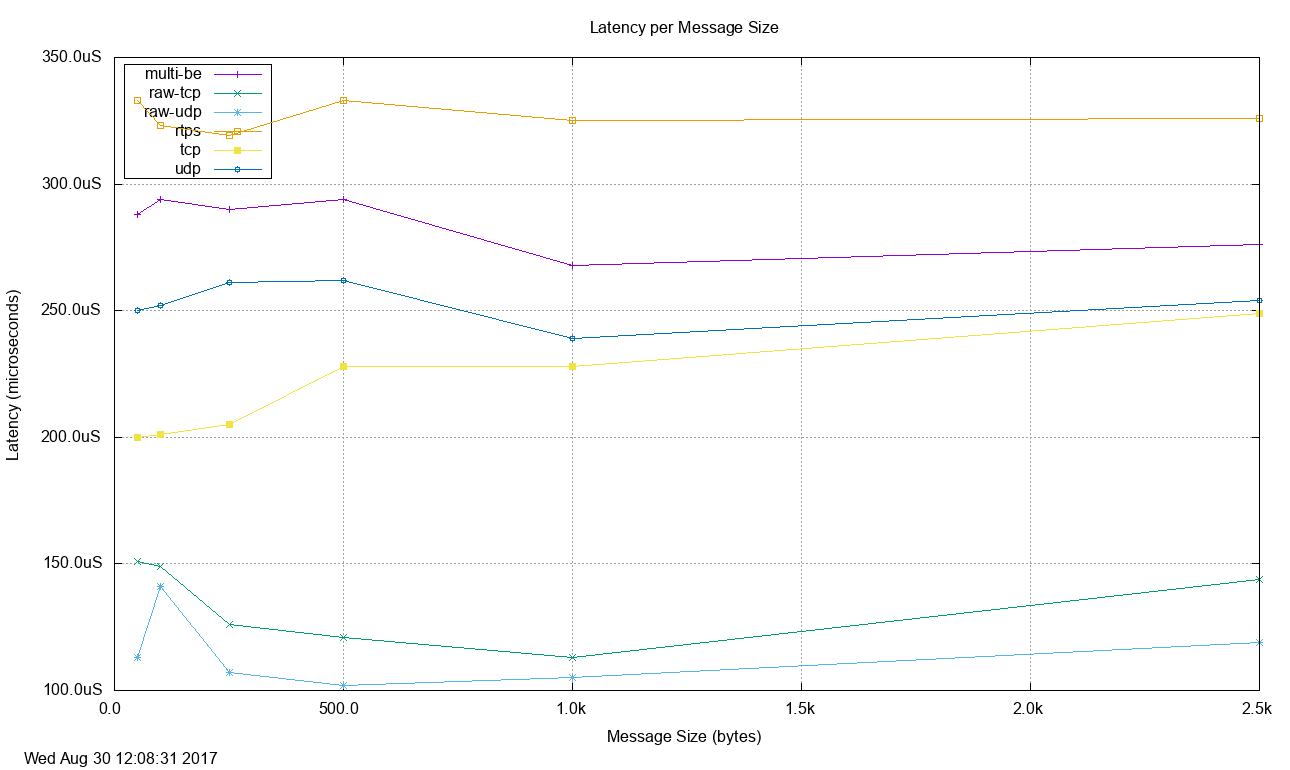 Latency per Message Size
350.0uS
300.0uS
250.0uS
200.0uS
150.0uS
100.0uS
Latency (microseconds)
multi-be
raw-tcp
raw-udp
rtps
tcp
udp
0.0 500.0 1.0k 1.5k 2.0k 2.5k
Message Size (bytes)
Wed Aug 30 12:08:31 2017